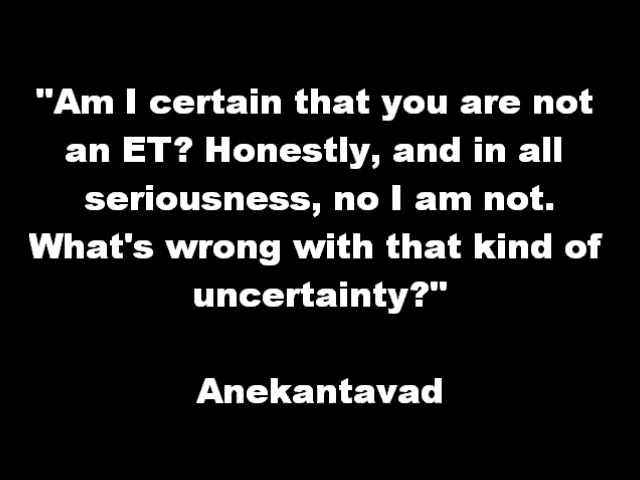 "Am I certain that you are not
an ET? Honestly, and in all
seriousness, no I am not.
What's wrong with that kind of
uncertainty?"
Anekantavad